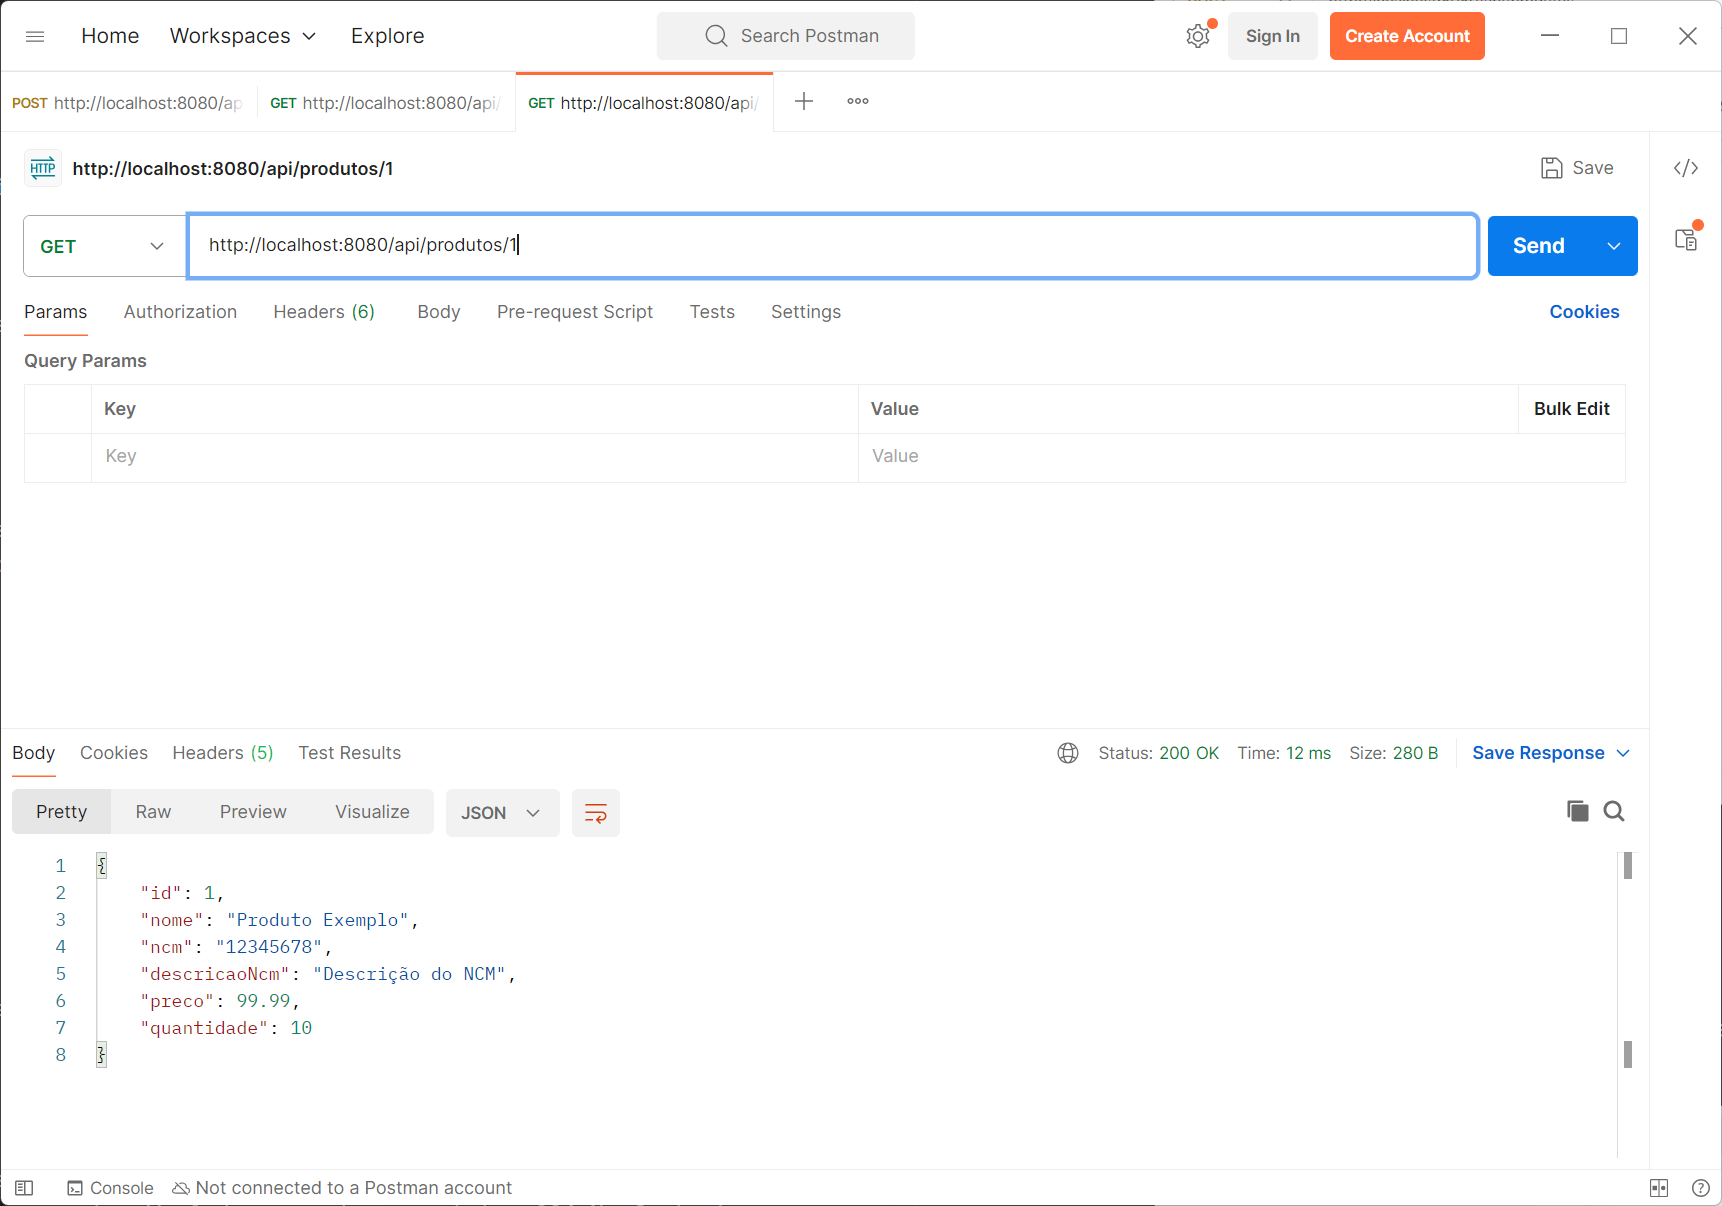 Home Workspaces Explore Search Postman Sign In Create Account
POST http://localhost:8080/ap GET http://localhost:8080/api/ GET http://localhost:8080/api/
HTTP http://localhost:8080/api/produtos/1 Save </>
GET http://localhost:8080/api/produtos/1 Send
Params Authorization Headers (6) Body Pre-request Script Tests Settings Cookies
Query Params
Key Value Bulk Edit
Key Value
Body Cookies Headers (5) Test Results Status: 200 OK Time: 12 ms Size: 280 B Save Response
Pretty Raw Preview Visualize JSON
1 {
2 "id": 1,
3 "nome": "Produto Exemplo",
4 "ncm": "12345678",
5 "descricaoNcm": "Descrição do NCM",
6 "preco": 99.99,
7 "quantidade": 10
8 }
Console Not connected to a Postman account